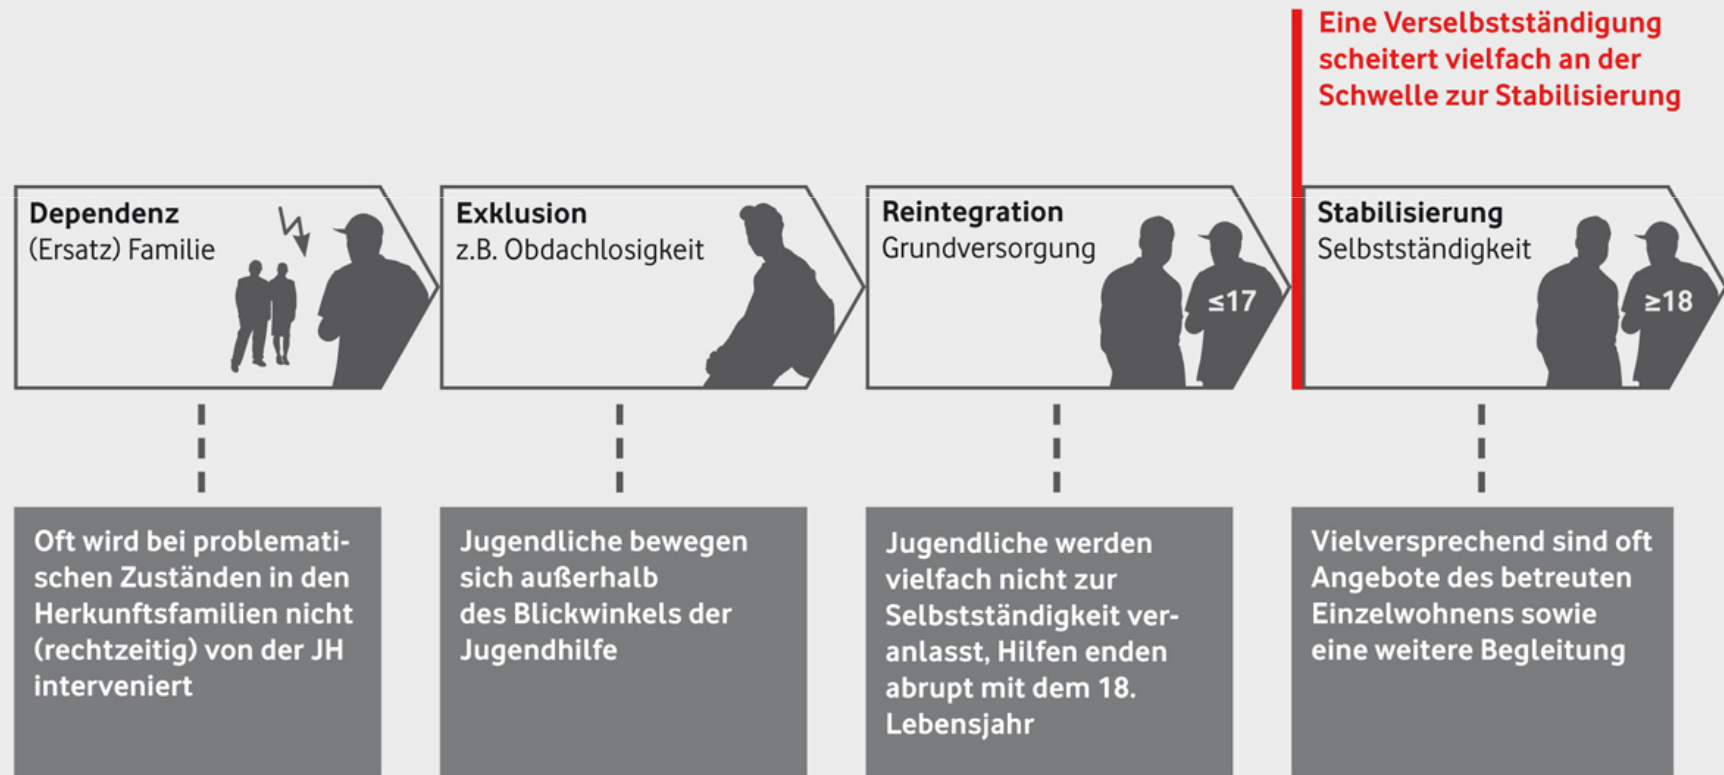 Eine Verselbstständigung
scheitert vielfach an der
Schwelle zur Stabilisierung
Dependenz
(Ersatz) Familie
Exklusion
z.B. Obdachlosigkeit
Reintegration
Grundversorgung
≤17
Stabilisierung
Selbstständigkeit
≥18
Oft wird bei problemati-
schen Zuständen in den
Herkunftsfamilien nicht
(rechtzeitig) von der JH
interveniert
Jugendliche bewegen
sich außerhalb
des Blickwinkels der
Jugendhilfe
Jugendliche werden
vielfach nicht zur
Selbstständigkeit ver-
anlasst, Hilfen enden
abrupt mit dem 18.
Lebensjahr
Vielversprechend sind oft
Angebote des betreuten
Einzelwohnens sowie
eine weitere Begleitung